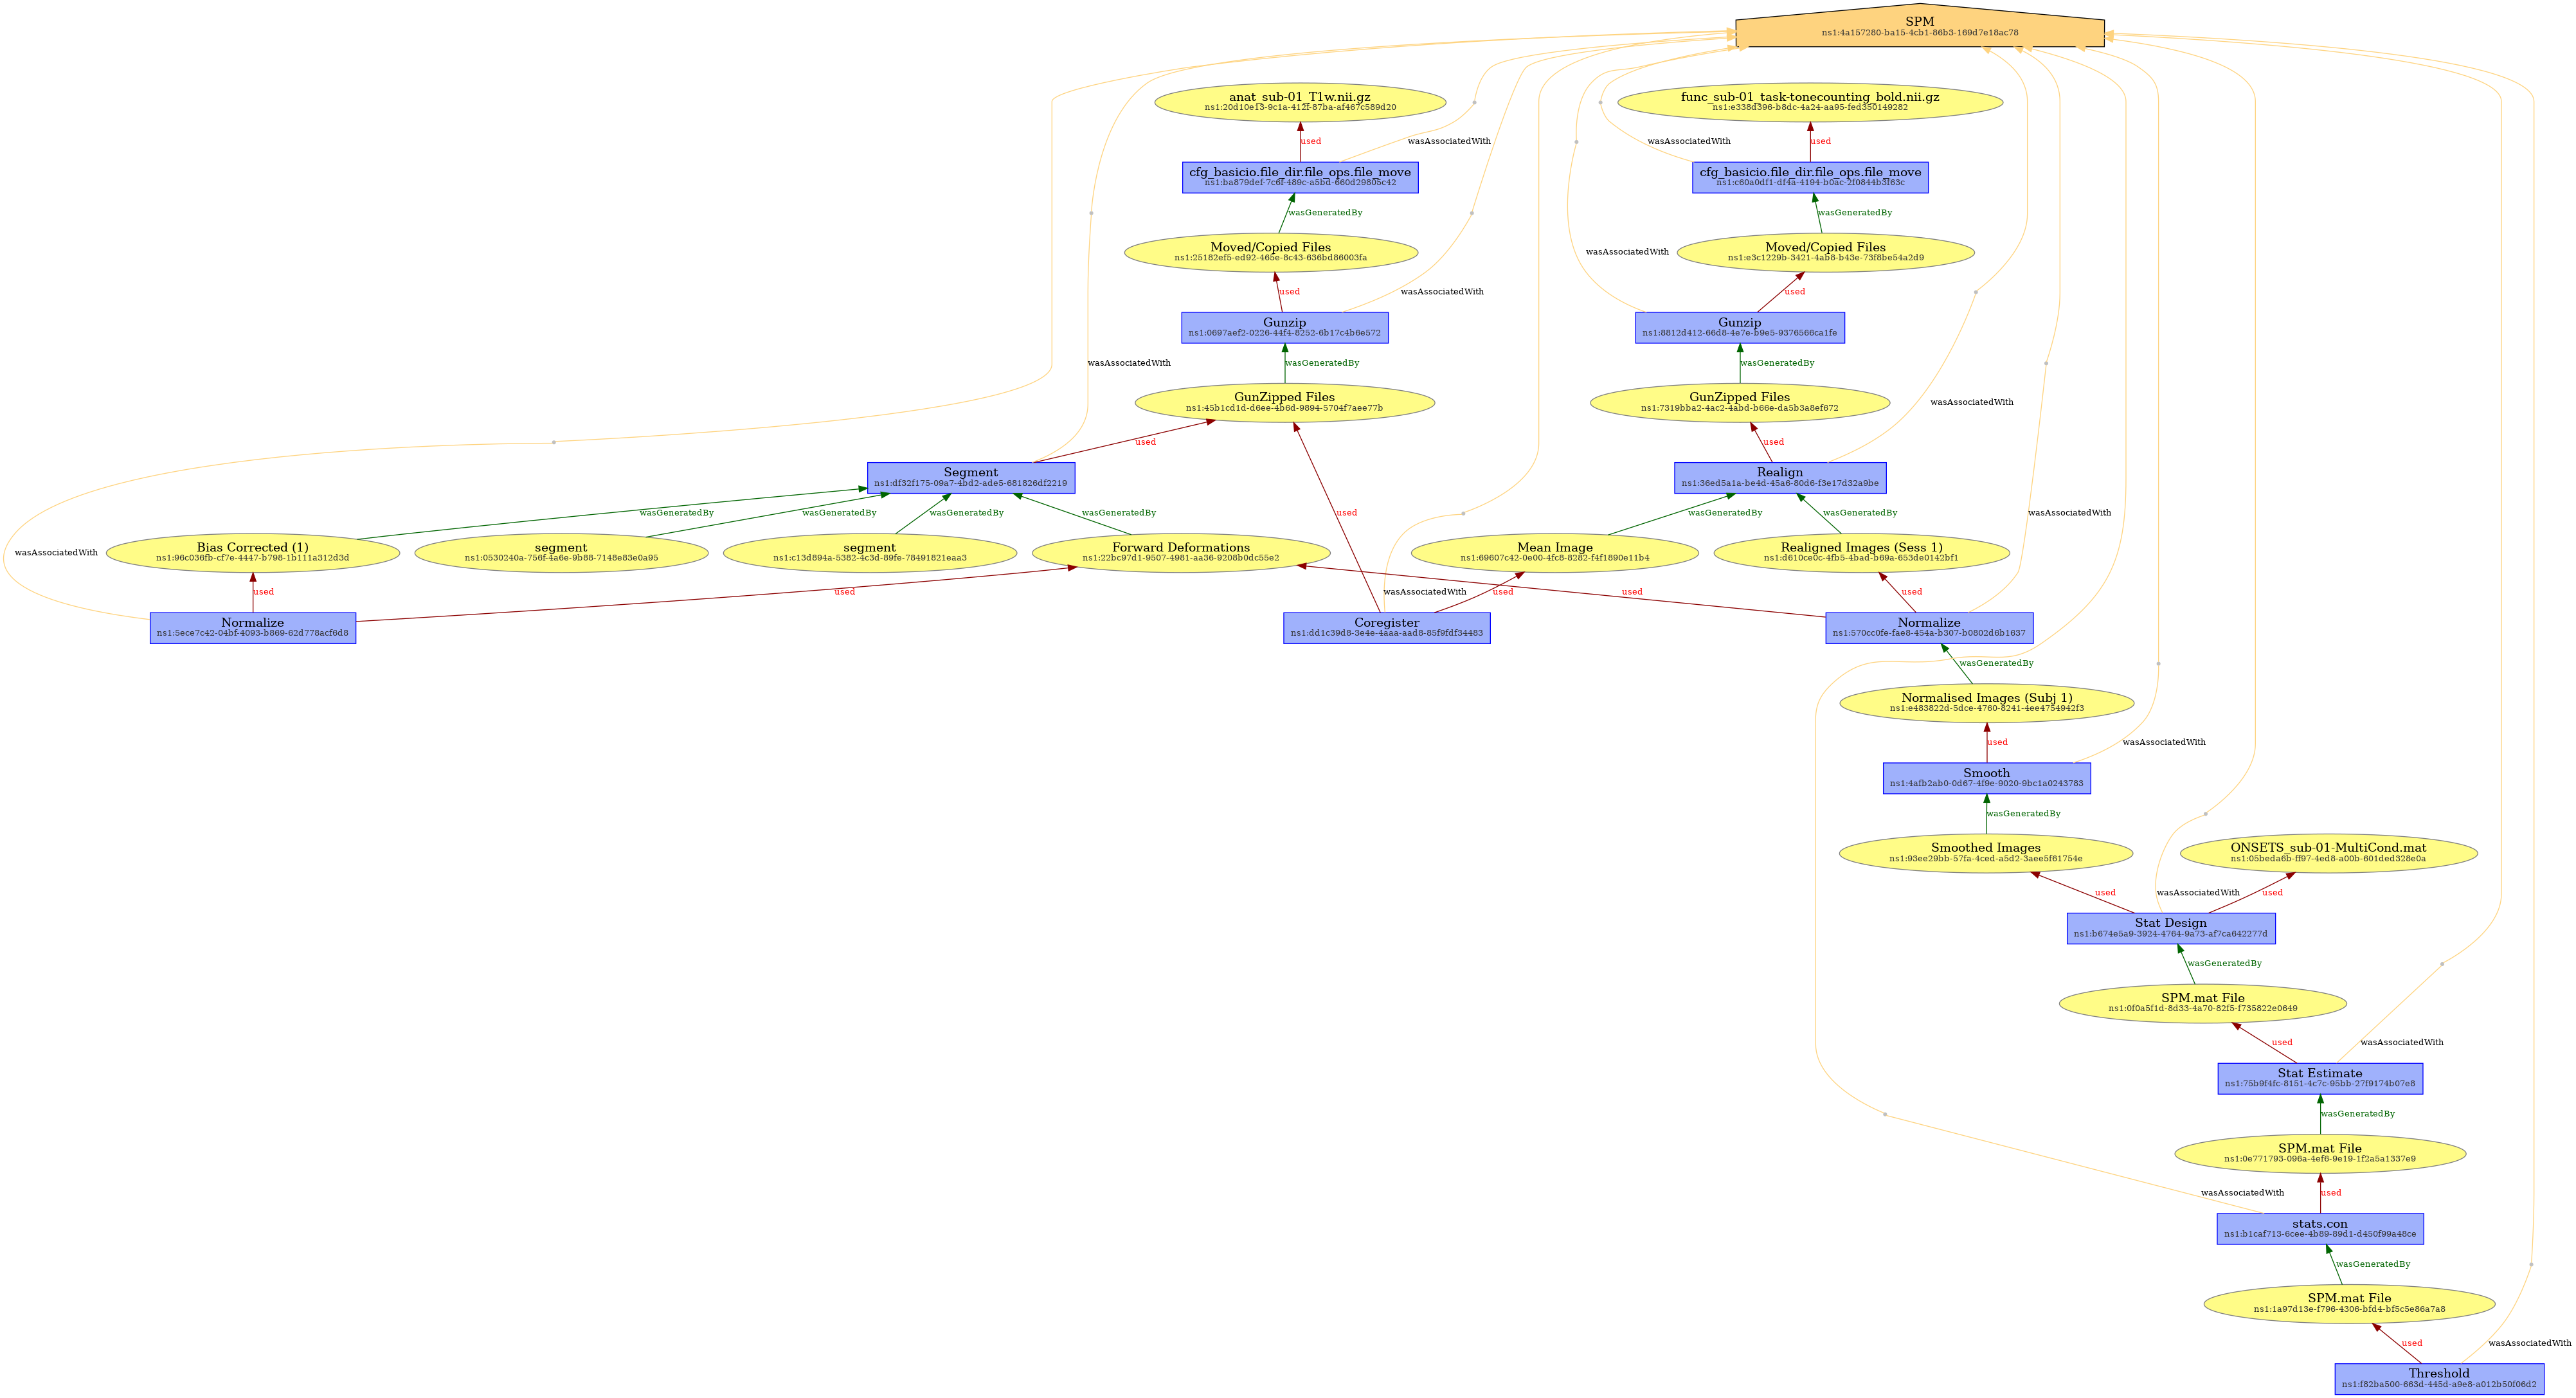 SPM
ns1:4a157280-ba15-4cb1-86b3-169d7e18ac78
anat_sub-01_T1w.nii.gz
ns1:20d10e13-9c1a-412f-87ba-af467c589d20
func_sub-01_task-tonecounting_bold.nii.gz
ns1:e338d396-b8dc-4a24-aa95-fed350149282
used
wasAssociatedWith
wasAssociatedWith
used
cfg_basicio.file_dir.file_ops.file_move
ns1:ba879def-7c6f-489c-a5bd-660d29805c42
cfg_basicio.file_dir.file_ops.file_move
ns1:c60a0df1-df4a-4194-b0ac-2f0844b3f63c
wasGeneratedBy
wasGeneratedBy
Moved/Copied Files
ns1:25182ef5-ed92-465e-8c43-636bd86003fa
wasAssociatedWith
Moved/Copied Files
ns1:e3c1229b-3421-4ab8-b43e-73f8be54a2d9
used
wasAssociatedWith
used
Gunzip
ns1:0697aef2-0226-44f4-8252-6b17c4b6e572
Gunzip
ns1:8812d412-66d8-4e7e-b9e5-9376566ca1fe
wasAssociatedWith
wasGeneratedBy
wasGeneratedBy
GunZipped Files
ns1:45b1cd1d-d6ee-4b6d-9894-5704f7aee77b
GunZipped Files
ns1:7319bba2-4ac2-4abd-b66e-da5b3a8ef672
wasAssociatedWith
used
used
Segment
ns1:df32f175-09a7-4bd2-ade5-681826df2219
Realign
ns1:36ed5a1a-be4d-45a6-80d6-f3e17d32a9be
wasGeneratedBy
wasGeneratedBy
wasGeneratedBy
wasGeneratedBy
used
wasGeneratedBy
wasGeneratedBy
wasAssociatedWith
wasAssociatedWith
Bias Corrected (1)
ns1:96c036fb-cf7e-4447-b798-1b111a312d3d
segment
ns1:0530240a-756f-4a6e-9b88-7148e83e0a95
segment
ns1:c13d894a-5382-4c3d-89fe-78491821eaa3
Forward Deformations
ns1:22bc97d1-9507-4981-aa36-9208b0dc55e2
Mean Image
ns1:69607c42-0e00-4fc8-8282-f4f1890e11b4
Realigned Images (Sess 1)
ns1:d610ce0c-4fb5-4bad-b69a-653de0142bf1
used
used
wasAssociatedWith
used
used
used
Normalize
ns1:5ece7c42-04bf-4093-b869-62d778acf6d8
Coregister
ns1:dd1c39d8-3e4e-4aaa-aad8-85f9fdf34483
Normalize
ns1:570cc0fe-fae8-454a-b307-b0802d6b1637
wasGeneratedBy
Normalised Images (Subj 1)
ns1:e483822d-5dce-4760-8241-4ee4754942f3
used
wasAssociatedWith
Smooth
ns1:4afb2ab0-0d67-4f9e-9020-9bc1a0243783
wasGeneratedBy
Smoothed Images
ns1:93ee29bb-57fa-4ced-a5d2-3aee5f61754e
ONSETS_sub-01-MultiCond.mat
ns1:05beda6b-ff97-4ed8-a00b-601ded328e0a
used
wasAssociatedWith
used
Stat Design
ns1:b674e5a9-3924-4764-9a73-af7ca642277d
wasGeneratedBy
SPM.mat File
ns1:0f0a5f1d-8d33-4a70-82f5-f735822e0649
used
wasAssociatedWith
Stat Estimate
ns1:75b9f4fc-8151-4c7c-95bb-27f9174b07e8
wasGeneratedBy
SPM.mat File
ns1:0e771793-096a-4ef6-9e19-1f2a5a1337e9
wasAssociatedWith
used
stats.con
ns1:b1caf713-6cee-4b89-89d1-d450f99a48ce
wasGeneratedBy
SPM.mat File
ns1:1a97d13e-f796-4306-bfd4-bf5c5e86a7a8
used
wasAssociatedWith
Threshold
ns1:f82ba500-663d-445d-a9e8-a012b50f06d2